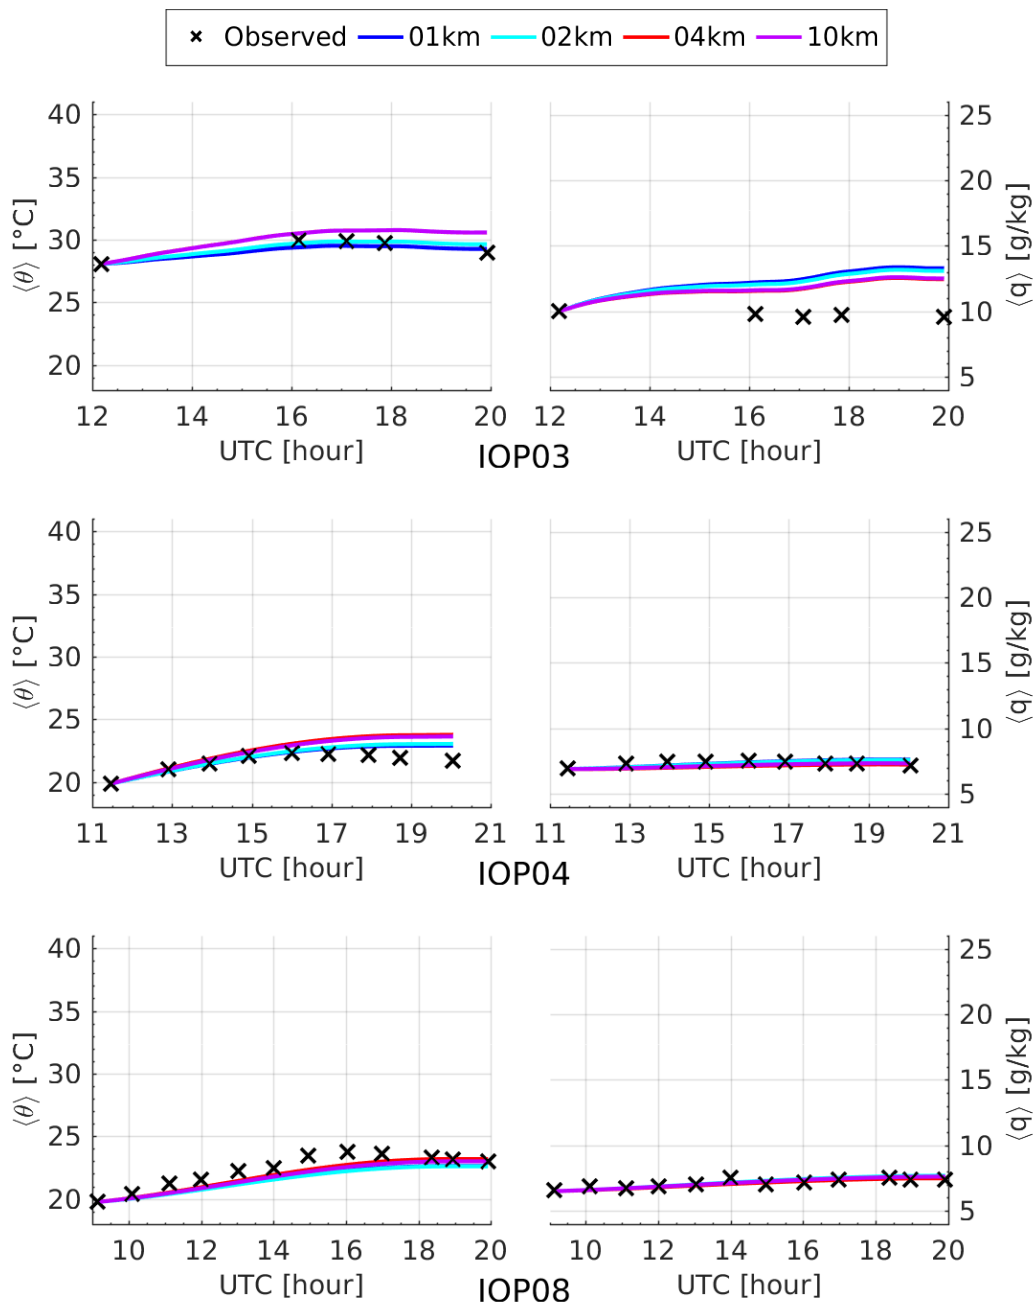 Observed 01km 02km 04km 10km
40
35
30
25
20
⟨θ⟩ [°C]
12 14 16 18 20
UTC [hour]
25
20
15
10
5
⟨q⟩ [g/kg]
12 14 16 18 20
UTC [hour]
IOP03
40
35
30
25
20
⟨θ⟩ [°C]
11 13 15 17 19 21
UTC [hour]
25
20
15
10
5
⟨q⟩ [g/kg]
11 13 15 17 19 21
UTC [hour]
IOP04
40
35
30
25
20
⟨θ⟩ [°C]
10 12 14 16 18 20
UTC [hour]
25
20
15
10
5
⟨q⟩ [g/kg]
10 12 14 16 18 20
UTC [hour]
IOP08